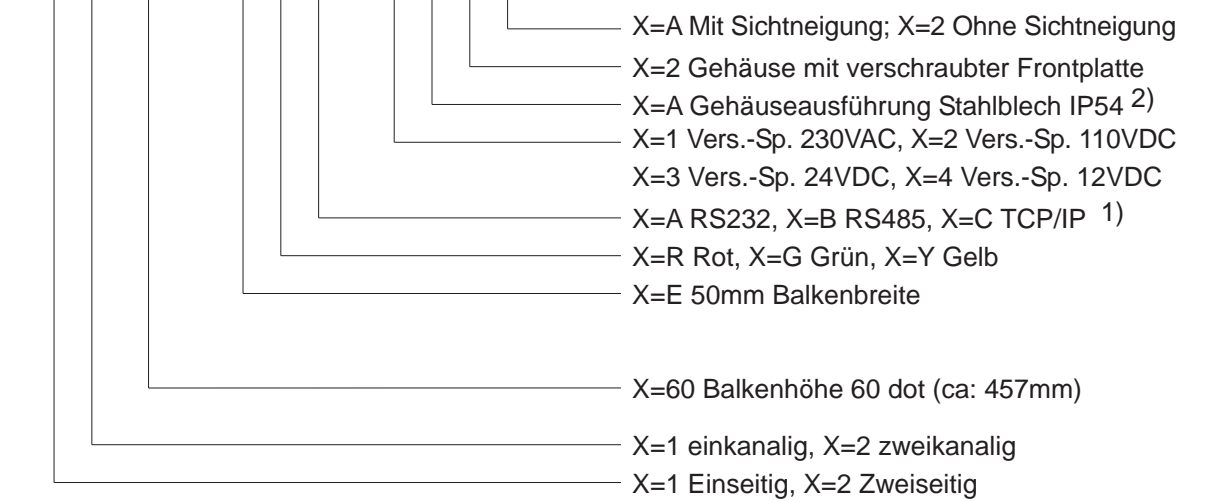 X=A Mit Sichtneigung; X=2 Ohne Sichtneigung
X=2 Gehäuse mit verschraubter Frontplatte
X=A Gehäuseausführung Stahlblech IP54 2)
X=1 Vers.-Sp. 230VAC, X=2 Vers.-Sp. 110VDC
X=3 Vers.-Sp. 24VDC, X=4 Vers.-Sp. 12VDC
X=A RS232, X=B RS485, X=C TCP/IP 1)
X=R Rot, X=G Grün, X=Y Gelb
X=E 50mm Balkenbreite
X=60 Balkenhöhe 60 dot (ca: 457mm)
X=1 einkanalig, X=2 zweikanalig
X=1 Einseitig, X=2 Zweiseitig